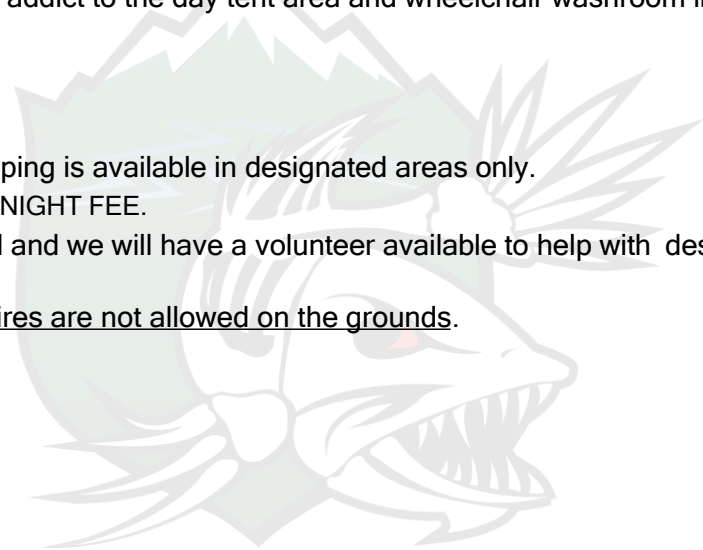 addict to the day tent area and wheelchair washroom
ping is available in designated areas only.
NIGHT FEE.
and we will have a volunteer available to help with des
ires are not allowed on the grounds.